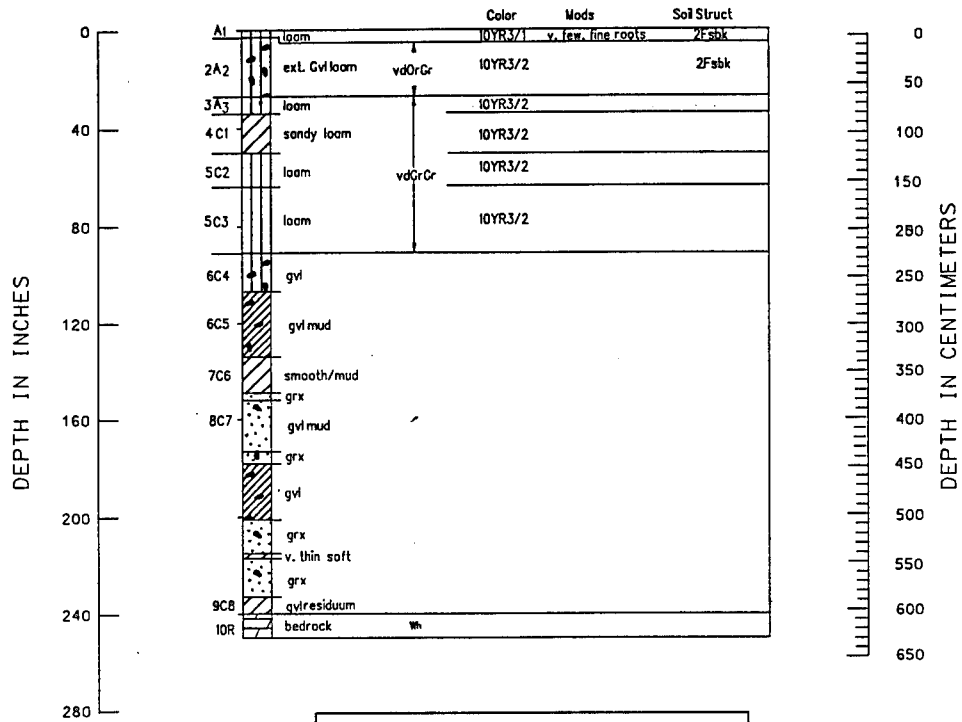 Color Mods Soil Struct
0 A1 loam 10YR3/1 v. few. fine roots 2Fsbk 0
2A2 ext. Gvl loam vdOrGr 10YR3/2 2Fsbk
50
3A3 loam 10YR3/2
40 4C1 sandy loam 10YR3/2 100
5C2 loam vdGrGr 10YR3/2
150
5C3 loam 10YR3/2
80 200
6C4 gvl 250
120 6C5 gvl mud 300
7C6 smooth/mud 350
grx
160 8C7 gvl mud 400
grx 450
gvl
200 500
grx
v. thin soft 550
grx
9C8 gvlresiduum 600
240
10R bedrock Wh
650
280
DEPTH IN INCHES
DEPTH IN CENTIMETERS